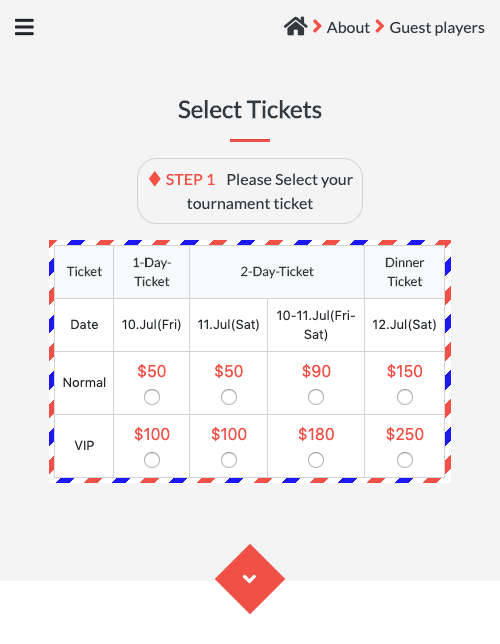 About Guest players
Select Tickets
STEP 1 Please Select your
tournament ticket
Ticket 1-Day-Ticket 2-Day-Ticket Dinner Ticket
Date 10.Jul(Fri) 11.Jul(Sat) 10-11.Jul(Fri-Sat) 12.Jul(Sat)
Normal $50 $50 $90 $150
VIP $100 $100 $180 $250